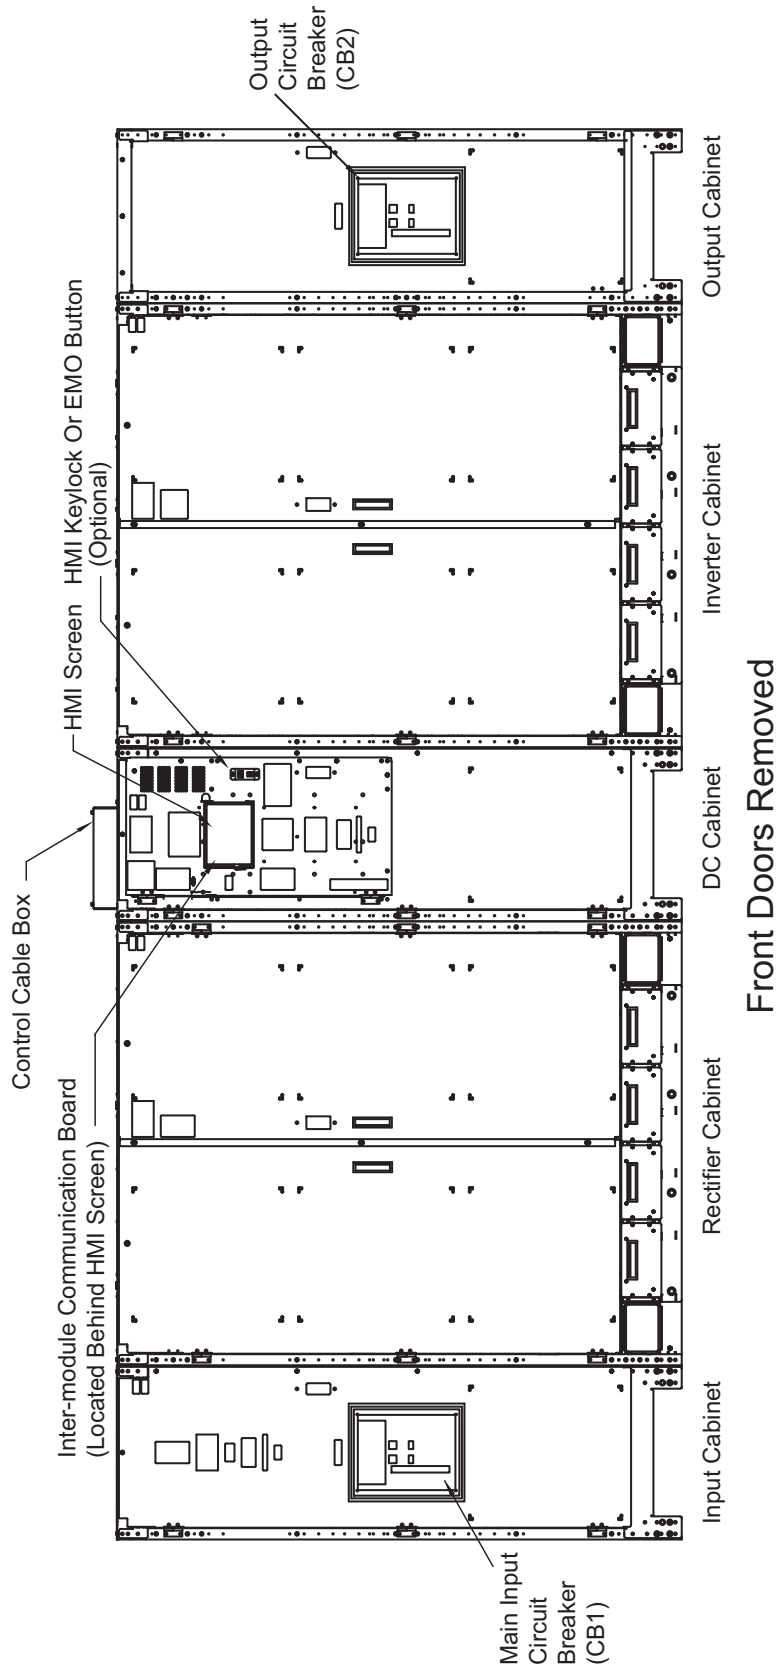 Control Cable Box
Inter-module Communication Board
(Located Behind HMI Screen)
HMI Screen
HMI Keylock Or EMO Button
(Optional)
Output
Circuit
Breaker
(CB2)
Main Input
Circuit
Breaker
(CB1)
Input Cabinet
Rectifier Cabinet
DC Cabinet
Inverter Cabinet
Output Cabinet
Front Doors Removed